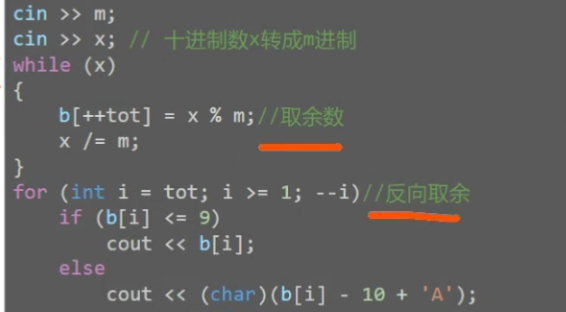 cin >> m;
cin >> x; // 十进制数x转成m进制
while (x)
{
    b[++tot] = x % m;//取余数
    x /= m;
}
for (int i = tot; i >= 1; --i)//反向取余
    if (b[i] <= 9)
        cout << b[i];
    else
        cout << (char)(b[i] - 10 + 'A');